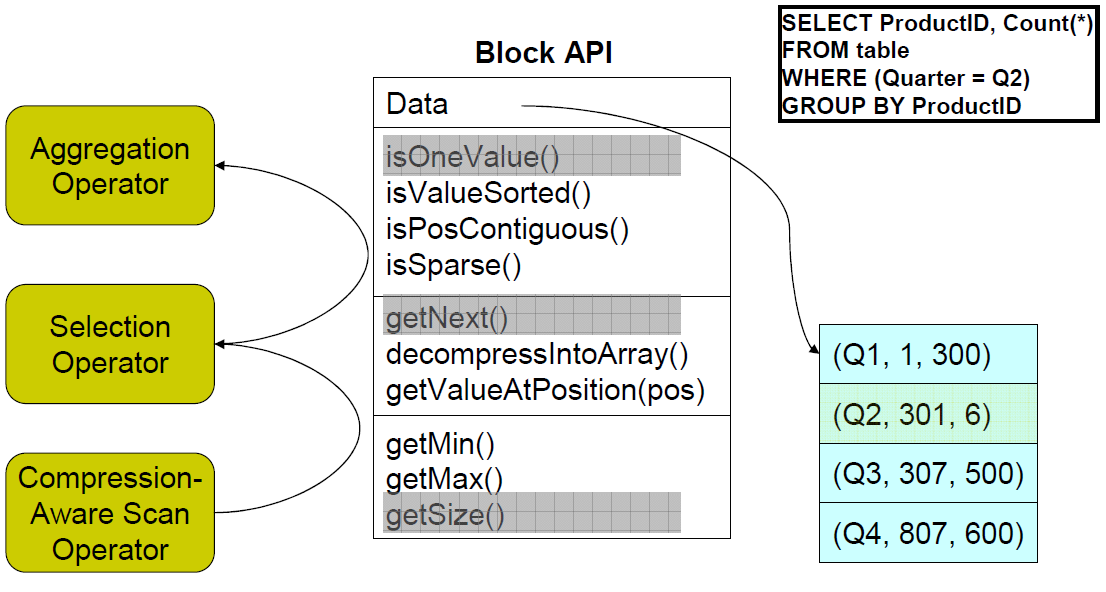 SELECT ProductID, Count(*)
FROM table
WHERE (Quarter = Q2)
GROUP BY ProductID
Block API
Data
isOneValue()
isValueSorted()
isPosContiguous()
isSparse()
getNext()
decompressIntoArray()
getValueAtPosition(pos)
getMin()
getMax()
getSize()
Aggregation
Operator
Selection
Operator
Compression-
Aware Scan
Operator
(Q1, 1, 300)
(Q2, 301, 6)
(Q3, 307, 500)
(Q4, 807, 600)